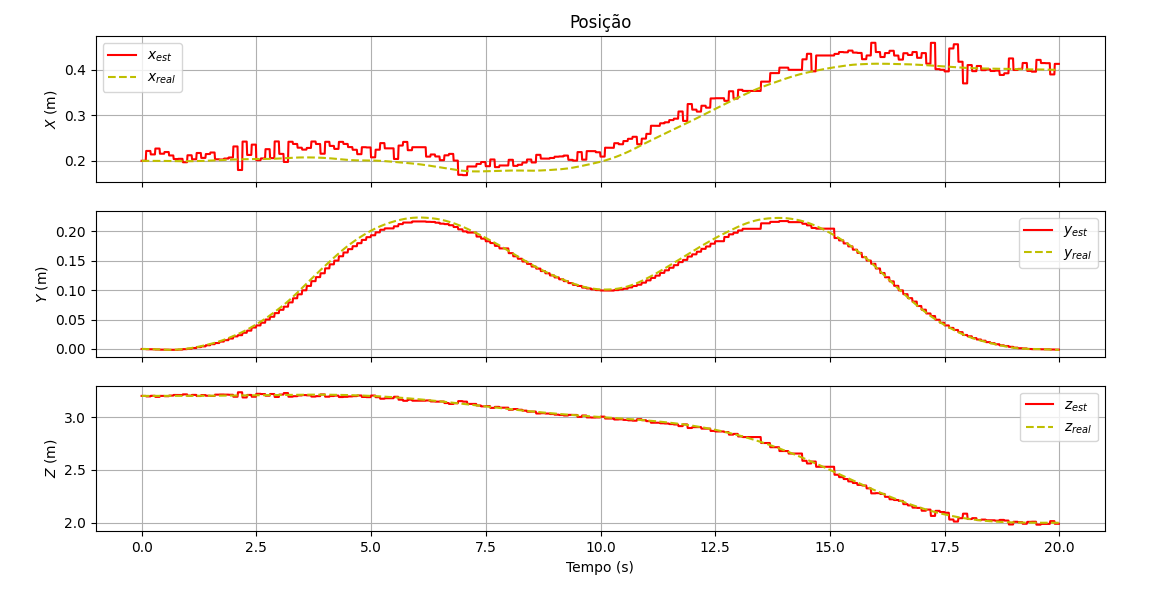 Posição
x_est
x_real
X (m)
0.4
0.3
0.2
y_est
y_real
Y (m)
0.20
0.15
0.10
0.05
0.00
z_est
z_real
Z (m)
3.0
2.5
2.0
0.0 2.5 5.0 7.5 10.0 12.5 15.0 17.5 20.0
Tempo (s)